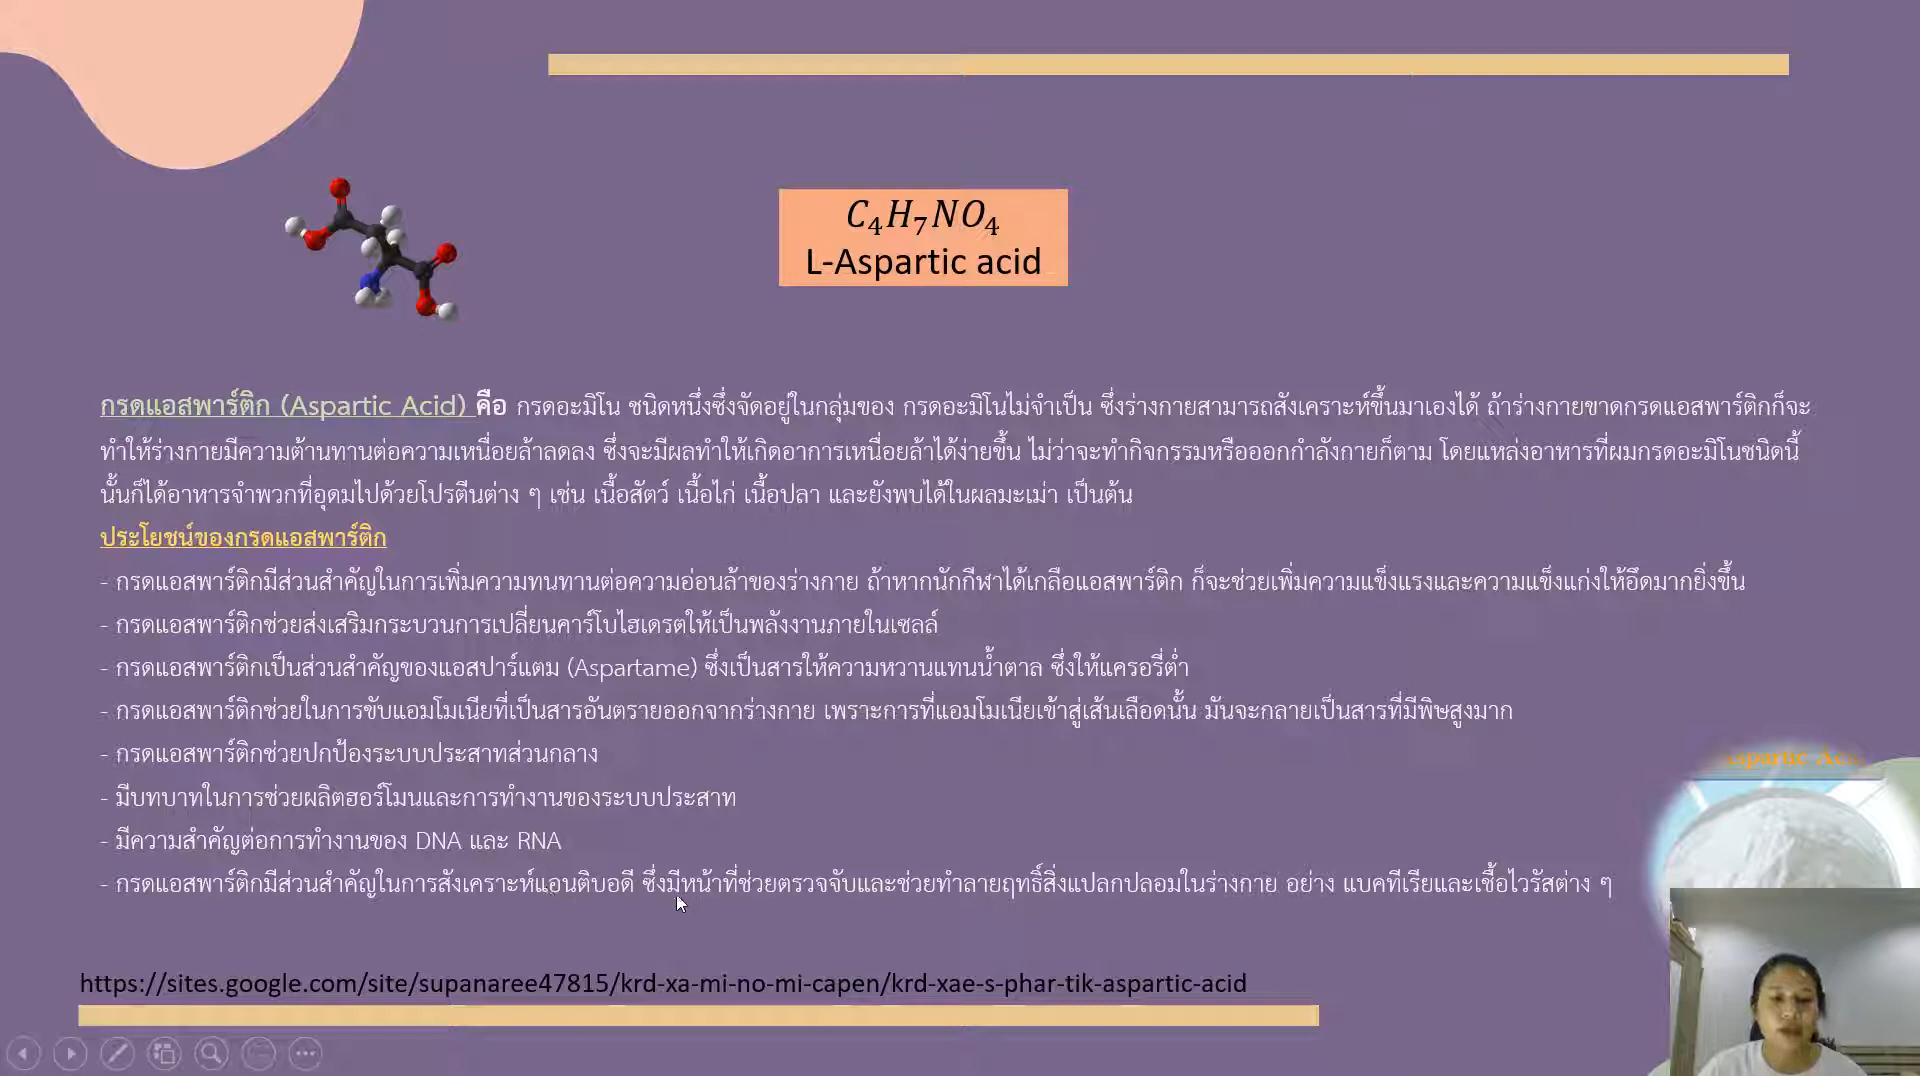 C₄H₇NO₄
L-Aspartic acid
กรดแอสพาร์ติก (Aspartic Acid) คือ กรดอะมิโน ชนิดหนึ่งซึ่งจัดอยู่ในกลุ่มของ กรดอะมิโนไม่จำเป็น ซึ่งร่างกายสามารถสังเคราะห์ขึ้นมาเองได้ ถ้าร่างกายขาดกรดแอสพาร์ติกก็จะ
ทำให้ร่างกายมีความต้านทานต่อความเหนื่อยล้าลดลง ซึ่งจะมีผลทำให้เกิดอาการเหนื่อยล้าได้ง่ายขึ้น ไม่ว่าจะทำกิจกรรมหรือออกกำลังกายก็ตาม โดยแหล่งอาหารที่ผมกรดอะมิโนชนิดนี้
นั้นก็ได้อาหารจำพวกที่อุดมไปด้วยโปรตีนต่าง ๆ เช่น เนื้อสัตว์ เนื้อไก่ เนื้อปลา และยังพบได้ในผลมะเม่า เป็นต้น
ประโยชน์ของกรดแอสพาร์ติก
- กรดแอสพาร์ติกมีส่วนสำคัญในการเพิ่มความทนทานต่อความอ่อนล้าของร่างกาย ถ้าหากนักกีฬาได้เกลือแอสพาร์ติก ก็จะช่วยเพิ่มความแข็งแรงและความแข็งแก่งให้อึดมากยิ่งขึ้น
- กรดแอสพาร์ติกช่วยส่งเสริมกระบวนการเปลี่ยนคาร์โบไฮเดรตให้เป็นพลังงานภายในเซลล์
- กรดแอสพาร์ติกเป็นส่วนสำคัญของแอสปาร์แตม (Aspartame) ซึ่งเป็นสารให้ความหวานแทนน้ำตาล ซึ่งให้แครอรี่ต่ำ
- กรดแอสพาร์ติกช่วยในการขับแอมโมเนียที่เป็นสารอันตรายออกจากร่างกาย เพราะการที่แอมโมเนียเข้าสู่เส้นเลือดนั้น มันจะกลายเป็นสารที่มีพิษสูงมาก
- กรดแอสพาร์ติกช่วยปกป้องระบบประสาทส่วนกลาง
- มีบทบาทในการช่วยผลิตฮอร์โมนและการทำงานของระบบประสาท
- มีความสำคัญต่อการทำงานของ DNA และ RNA
- กรดแอสพาร์ติกมีส่วนสำคัญในการสังเคราะห์แอนติบอดี ซึ่งมีหน้าที่ช่วยตรวจจับและช่วยทำลายฤทธิ์สิ่งแปลกปลอมในร่างกาย อย่าง แบคทีเรียและเชื้อไวรัสต่าง ๆ
https://sites.google.com/site/supanaree47815/krd-xa-mi-no-mi-capen/krd-xae-s-phar-tik-aspartic-acid